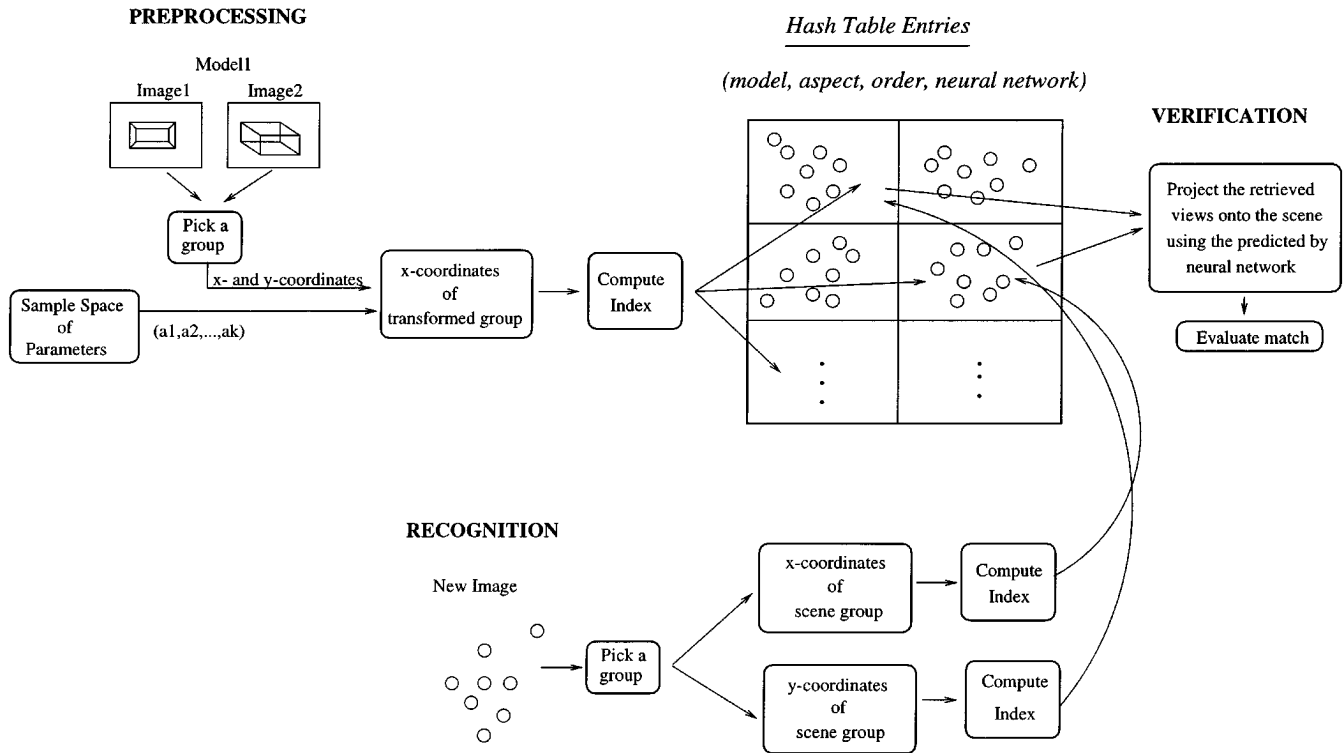 PREPROCESSING
Model1
Image1
Image2
Pick a
group
x- and y-coordinates
Sample Space
of
Parameters
(a1,a2,...,ak)
x-coordinates
of
transformed group
Compute
Index
Hash Table Entries
(model, aspect, order, neural network)
VERIFICATION
Project the retrieved
views onto the scene
using the predicted by
neural network
Evaluate match
RECOGNITION
New Image
Pick a
group
x-coordinates
of
scene group
Compute
Index
y-coordinates
of
scene group
Compute
Index